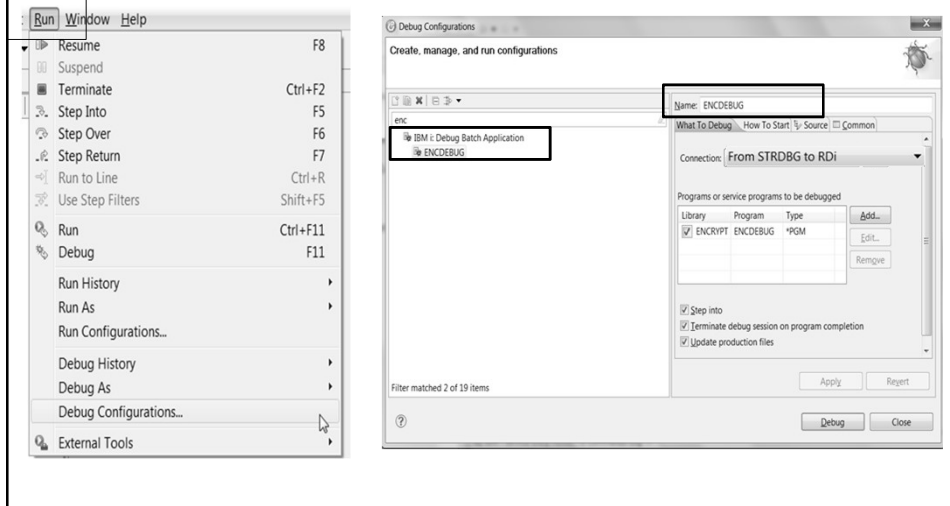 Run Window Help
Resume F8
Suspend
Terminate Ctrl+F2
Step Into F5
Step Over F6
Step Return F7
Run to Line Ctrl+R
Use Step Filters Shift+F5
Run Ctrl+F11
Debug F11
Run History
Run As
Run Configurations...
Debug History
Debug As
Debug Configurations...
External Tools
Debug Configurations
Create, manage, and run configurations
enc
IBM i: Debug Batch Application
ENCDEBUG
Filter matched 2 of 19 items
Name: ENCDEBUG
What To Debug How To Start Source Common
Connection: From STRDBG to RDi
Programs or service programs to be debugged
Library Program Type
ENCRYPT ENCDEBUG *PGM
Add...
Edit...
Remove
Step into
Terminate debug session on program completion
Update production files
Apply Revert
Debug Close